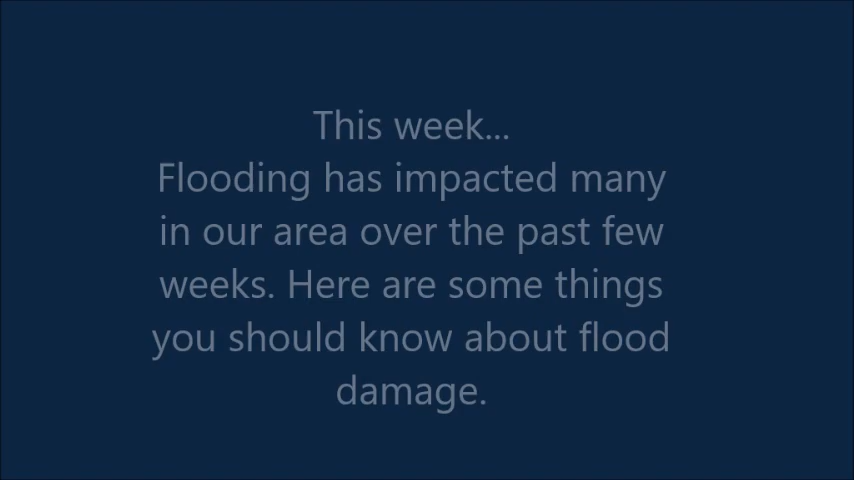 This week...
Flooding has impacted many
in our area over the past few
weeks. Here are some things
you should know about flood
damage.